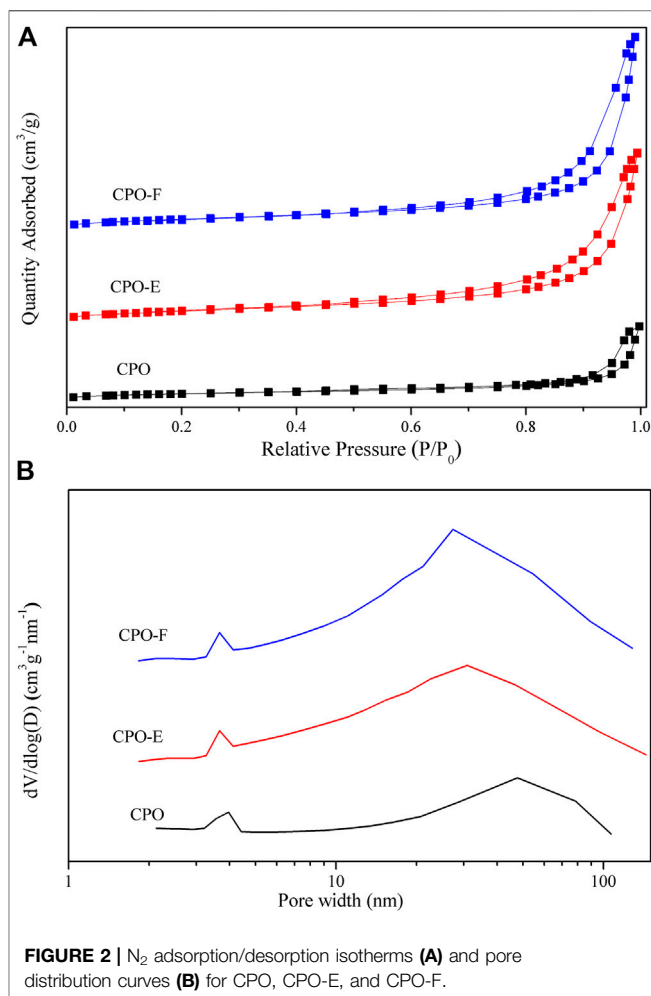 A
Quantity Adsorbed (cm³/g)
CPO-F
CPO-E
CPO
0.0 0.2 0.4 0.6 0.8 1.0
Relative Pressure (P/P₀)
B
dV/dlog(D) (cm³g⁻¹nm⁻¹)
CPO-F
CPO-E
CPO
1 10 100
Pore width (nm)
FIGURE 2 | N₂ adsorption/desorption isotherms (A) and pore
distribution curves (B) for CPO, CPO-E, and CPO-F.